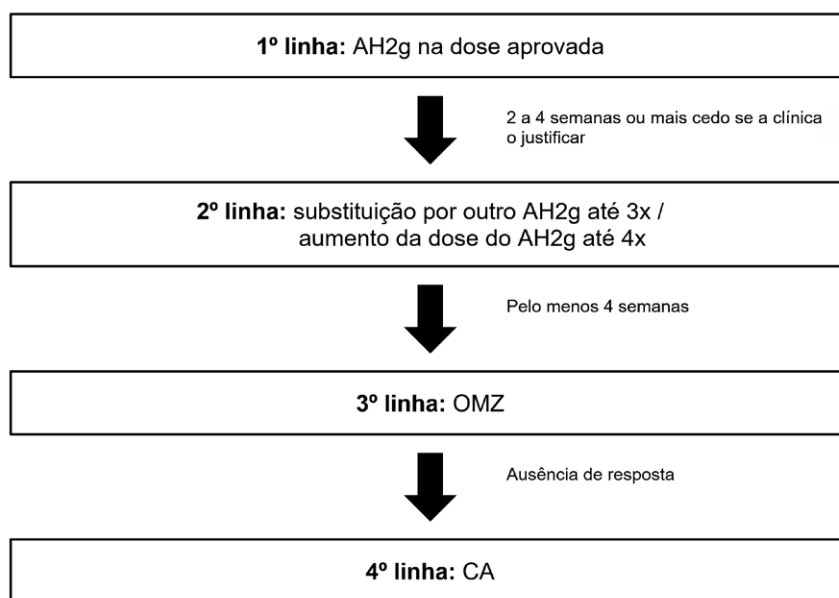 1º linha: AH2g na dose aprovada
2 a 4 semanas ou mais cedo se a clínica
o justificar
2º linha: substituição por outro AH2g até 3x /
aumento da dose do AH2g até 4x
Pelo menos 4 semanas
3º linha: OMZ
Ausência de resposta
4º linha: CA